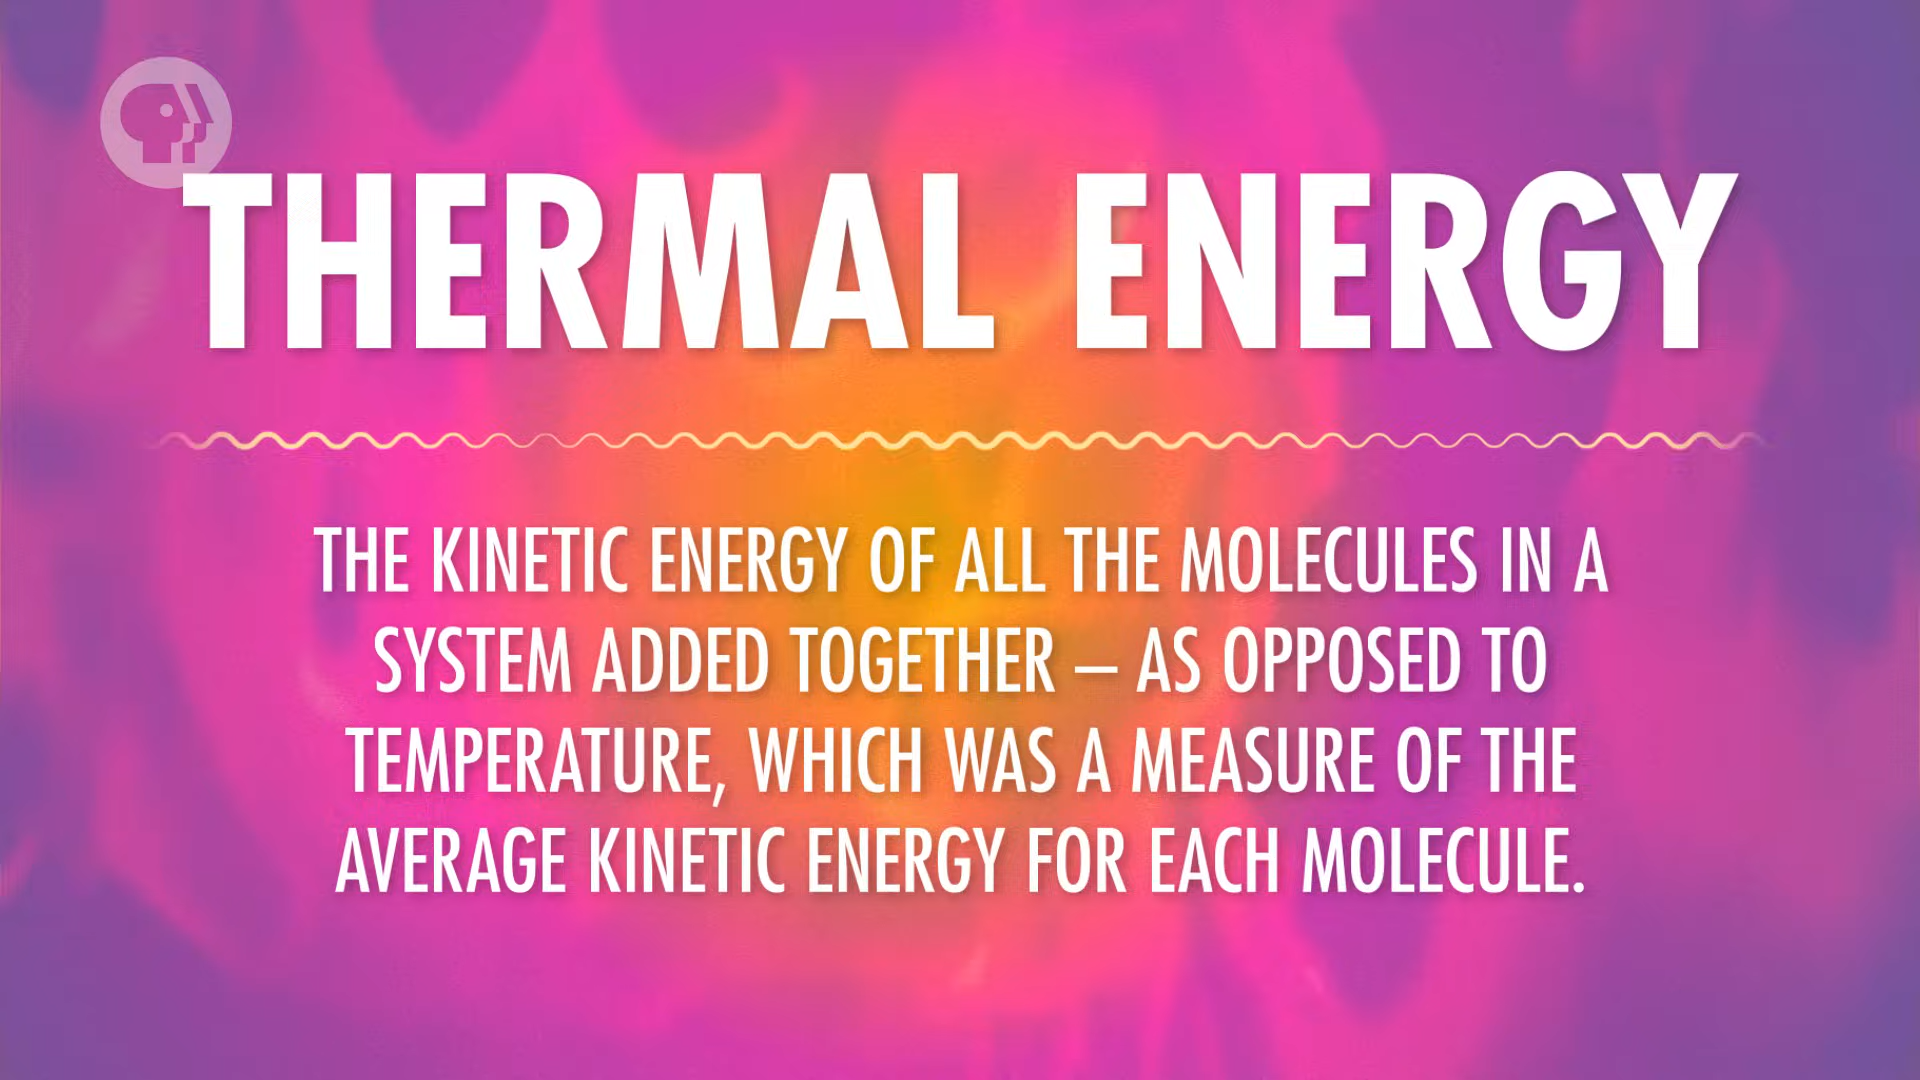 THERMAL ENERGY
THE KINETIC ENERGY OF ALL THE MOLECULES IN A
SYSTEM ADDED TOGETHER – AS OPPOSED TO
TEMPERATURE, WHICH WAS A MEASURE OF THE
AVERAGE KINETIC ENERGY FOR EACH MOLECULE.